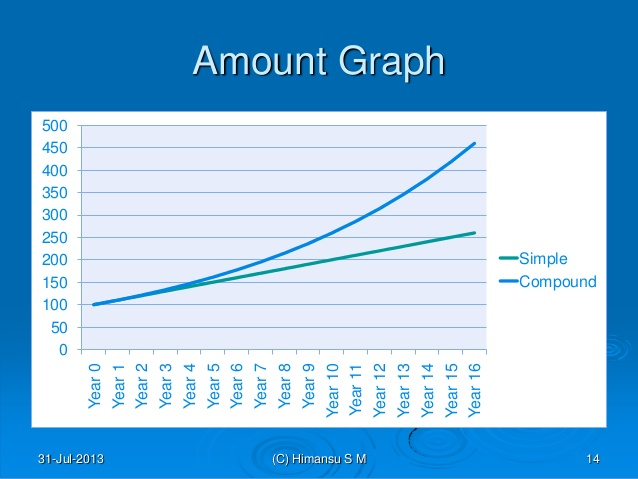 Amount Graph
500
450
400
350
300
250
200
150
100
50
0
Year 0
Year 1
Year 2
Year 3
Year 4
Year 5
Year 6
Year 7
Year 8
Year 9
Year 10
Year 11
Year 12
Year 13
Year 14
Year 15
Year 16
Simple
Compound
31-Jul-2013
(C) Himansu S M
14